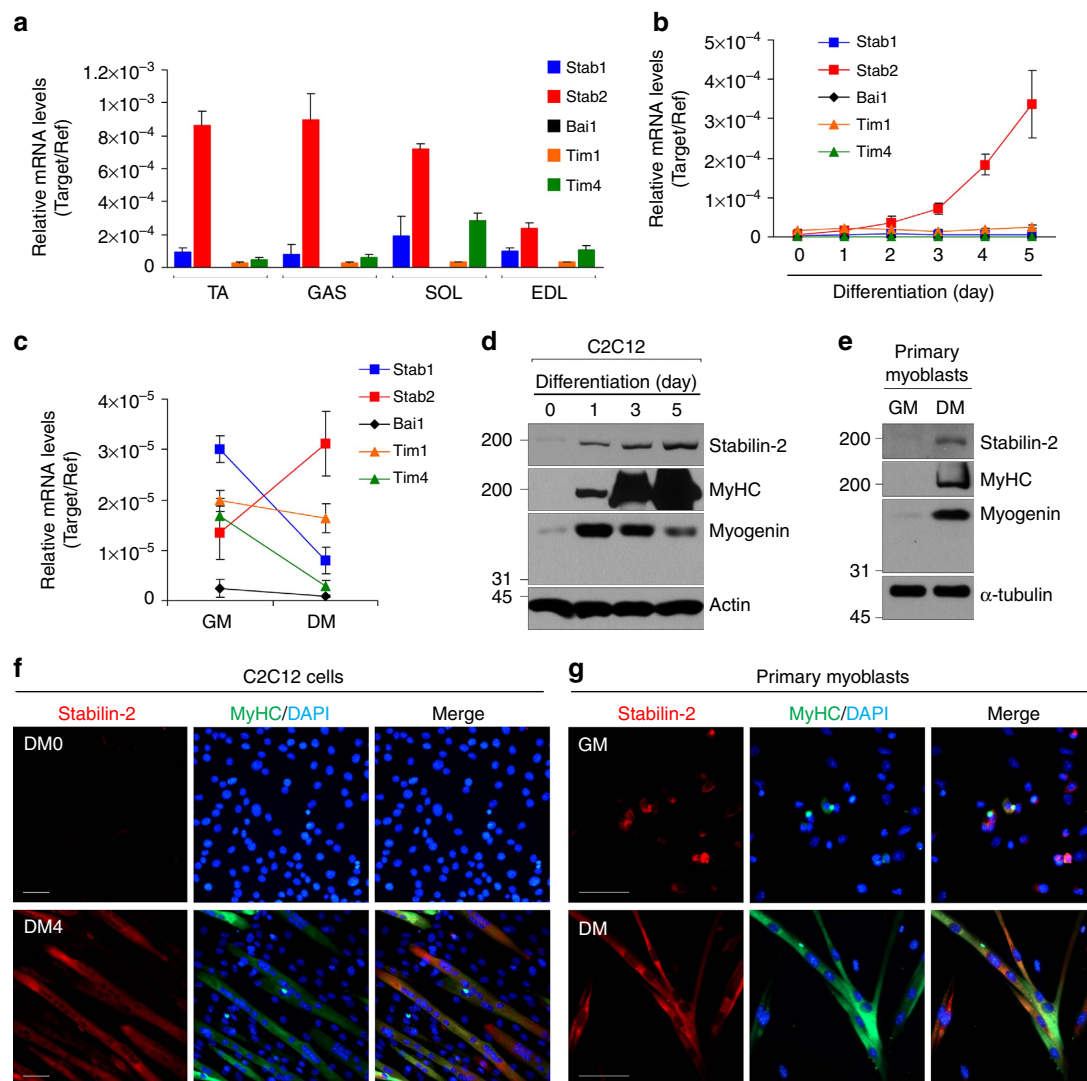 a
1.2×10⁻³
1×10⁻³
8×10⁻⁴
6×10⁻⁴
4×10⁻⁴
2×10⁻⁴
0
Relative mRNA levels
(Target/Ref)
Stab1
Stab2
Bai1
Tim1
Tim4
TA
GAS
SOL
EDL
b
5×10⁻⁴
4×10⁻⁴
3×10⁻⁴
2×10⁻⁴
1×10⁻⁴
0
Relative mRNA levels
(Target/Ref)
Stab1
Stab2
Bai1
Tim1
Tim4
0 1 2 3 4 5
Differentiation (day)
c
4×10⁻⁵
3×10⁻⁵
2×10⁻⁵
1×10⁻⁵
0
Relative mRNA levels
(Target/Ref)
Stab1
Stab2
Bai1
Tim1
Tim4
GM
DM
d
C2C12
Differentiation (day)
0 1 3 5
200
Stabilin-2
200
MyHC
Myogenin
31
45
Actin
e
Primary
myoblasts
GM DM
200
Stabilin-2
200
MyHC
Myogenin
31
α-tubulin
45
f
C2C12 cells
Stabilin-2
MyHC/DAPI
Merge
DM0
DM4
g
Primary myoblasts
Stabilin-2
MyHC/DAPI
Merge
GM
DM